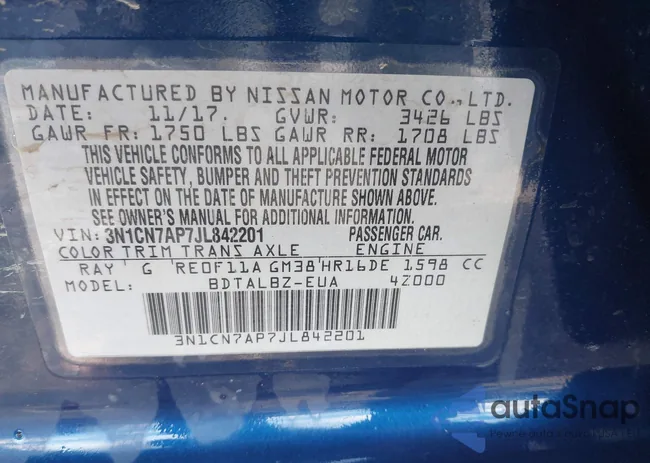 MANUFACTURED BY NISSAN MOTOR CO.,LTD.
DATE: 11/17. GVWR: 3426 LBS
GAWR FR: 1750 LBS GAWR RR: 1708 LBS
THIS VEHICLE CONFORMS TO ALL APPLICABLE FEDERAL MOTOR
VEHICLE SAFETY, BUMPER AND THEFT PREVENTION STANDARDS
IN EFFECT ON THE DATE OF MANUFACTURE SHOWN ABOVE.
SEE OWNER'S MANUAL FOR ADDITIONAL INFORMATION.
VIN: 3N1CN7AP7JL842201 PASSENGER CAR.
COLOR TRIM TRANS AXLE ENGINE
RAY G RE0F11A GM38 HR16DE 1598 CC
MODEL: BDTALBZ-EUA 4Z000
3N1CN7AP7JL842201
autoSnap